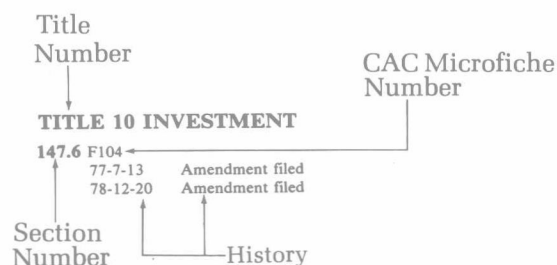 Title
Number
CAC Microfiche
Number
TITLE 10 INVESTMENT
147.6 F104
77-7-13 Amendment filed
78-12-20 Amendment filed
Section
Number
History